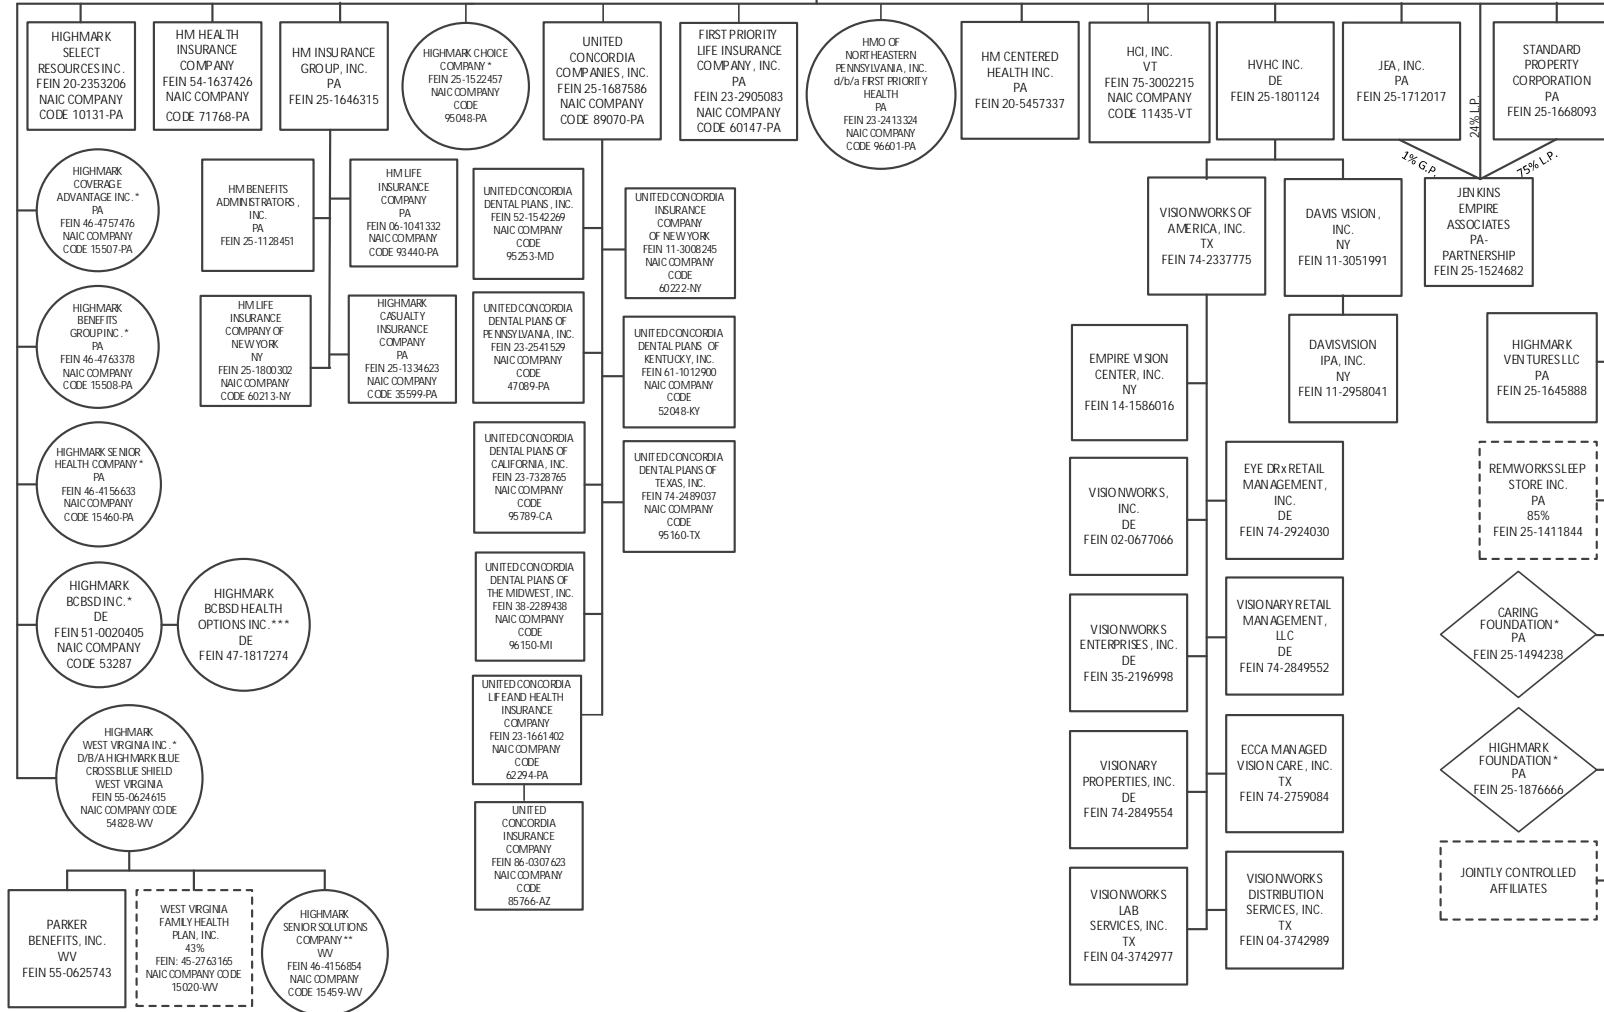 HIGHMARK
SELECT
RESOURCES INC.
FEIN 20-2353206
NAIC COMPANY
CODE 10131-PA
HM HEALTH
INSURANCE
COMPANY
FEIN 54-1637426
NAIC COMPANY
CODE 71768-PA
HM INSURANCE
GROUP, INC.
PA
FEIN 25-1646315
HIGHMARK CHOICE
COMPANY *
FEIN 25-1522457
NAIC COMPANY
CODE
95048-PA
UNITED
CONCORDIA
COMPANIES, INC.
FEIN 25-1687586
NAIC COMPANY
CODE 89070-PA
FIRST PRIORITY
LIFE INSURANCE
COMPANY, INC.
PA
FEIN 23-2905083
NAIC COMPANY
CODE 60147-PA
HMO OF
NORTHEASTERN
PENNSYLVANIA, INC.
d/b/a FIRST PRIORITY
HEALTH
PA
FEIN 23-2413324
NAIC COMPANY
CODE 96601-PA
HM CENTERED
HEALTH INC.
PA
FEIN 20-5457337
HCI, INC.
VT
FEIN 75-3002215
NAIC COMPANY
CODE 11435-VT
HVHC INC.
DE
FEIN 25-1801124
JEA, INC.
PA
FEIN 25-1712017
24% L.P.
STANDARD
PROPERTY
CORPORATION
PA
FEIN 25-1668093
1% G.P.
75% L.P.
HIGHMARK
COVERAGE
ADVANTAGE INC. *
PA
FEIN 46-4757476
NAIC COMPANY
CODE 15507-PA
HM BENEFITS
ADMINISTRATORS,
INC.
PA
FEIN 25-1128451
HM LIFE
INSURANCE
COMPANY
PA
FEIN 06-1041332
NAIC COMPANY
CODE 93440-PA
UNITED CONCORDIA
DENTAL PLANS, INC.
FEIN 52-1542269
NAIC COMPANY
CODE
95253-MD
UNITED CONCORDIA
INSURANCE
COMPANY
OF NEW YORK
FEIN 11-3008245
NAIC COMPANY
CODE
60222-NY
VISIONWORKS OF
AMERICA, INC.
TX
FEIN 74-2337775
DAVIS VISION,
INC.
NY
FEIN 11-3051991
JENKINS
EMPIRE
ASSOCIATES
PA-
PARTNERSHIP
FEIN 25-1524682
HIGHMARK
BENEFITS
GROUP INC. *
PA
FEIN 46-4763378
NAIC COMPANY
CODE 15508-PA
HM LIFE
INSURANCE
COMPANY OF
NEW YORK
NY
FEIN 25-1800302
NAIC COMPANY
CODE 60213-NY
HIGHMARK
CASUALTY
INSURANCE
COMPANY
PA
FEIN 25-1334623
NAIC COMPANY
CODE 35599-PA
UNITED CONCORDIA
DENTAL PLANS OF
PENNSYLVANIA, INC.
FEIN 23-2541529
NAIC COMPANY
CODE
47089-PA
UNITED CONCORDIA
DENTAL PLANS OF
KENTUCKY, INC.
FEIN 61-1012900
NAIC COMPANY
CODE
52048-KY
EMPIRE VISION
CENTER, INC.
NY
FEIN 14-1586016
DAVISVISION
IPA, INC.
NY
FEIN 11-2958041
HIGHMARK
VENTURES LLC
PA
FEIN 25-1645888
HIGHMARK SENIOR
HEALTH COMPANY *
PA
FEIN 46-4156633
NAIC COMPANY
CODE 15460-PA
UNITED CONCORDIA
DENTAL PLANS OF
CALIFORNIA, INC.
FEIN 23-7328765
NAIC COMPANY
CODE
95789-CA
UNITED CONCORDIA
DENTAL PLANS OF
TEXAS, INC.
FEIN 74-2489037
NAIC COMPANY
CODE
95160-TX
VISIONWORKS,
INC.
DE
FEIN 02-0677066
EYE DRx RETAIL
MANAGEMENT,
INC.
DE
FEIN 74-2924030
REMWORKS SLEEP
STORE INC.
PA
85%
FEIN 25-1411844
HIGHMARK
BCBSD INC. *
DE
FEIN 51-0020405
NAIC COMPANY
CODE 53287
HIGHMARK
BCBSD HEALTH
OPTIONS INC. ***
DE
FEIN 47-1817274
UNITED CONCORDIA
DENTAL PLANS OF
THE MIDWEST, INC.
FEIN 38-2289438
NAIC COMPANY
CODE
96150-MI
VISIONWORKS
ENTERPRISES, INC.
DE
FEIN 35-2196998
VISIONARY RETAIL
MANAGEMENT,
LLC
DE
FEIN 74-2849552
CARING
FOUNDATION *
PA
FEIN 25-1494238
HIGHMARK
WEST VIRGINIA INC. *
D/B/A HIGHMARK BLUE
CROSS BLUE SHIELD
WEST VIRGINIA
FEIN 55-0624615
NAIC COMPANY CODE
54828-WV
UNITED CONCORDIA
LIFE AND HEALTH
INSURANCE
COMPANY
FEIN 23-1661402
NAIC COMPANY
CODE
62294-PA
VISIONARY
PROPERTIES, INC.
DE
FEIN 74-2849554
ECCA MANAGED
VISION CARE, INC.
TX
FEIN 74-2759084
HIGHMARK
FOUNDATION *
PA
FEIN 25-1876666
UNITED
CONCORDIA
INSURANCE
COMPANY
FEIN 86-0307623
NAIC COMPANY
CODE
85766-AZ
VISIONWORKS
LAB
SERVICES, INC.
TX
FEIN 04-3742977
VISIONWORKS
DISTRIBUTION
SERVICES, INC.
TX
FEIN 04-3742989
JOINTLY CONTROLLED
AFFILIATES
PARKER
BENEFITS, INC.
WV
FEIN 55-0625743
WEST VIRGINIA
FAMILY HEALTH
PLAN, INC.
43%
FEIN: 45-2763165
NAIC COMPANY CODE
15020-WV
HIGHMARK
SENIOR SOLUTIONS
COMPANY **
WV
FEIN 46-4156854
NAIC COMPANY
CODE 15459-WV